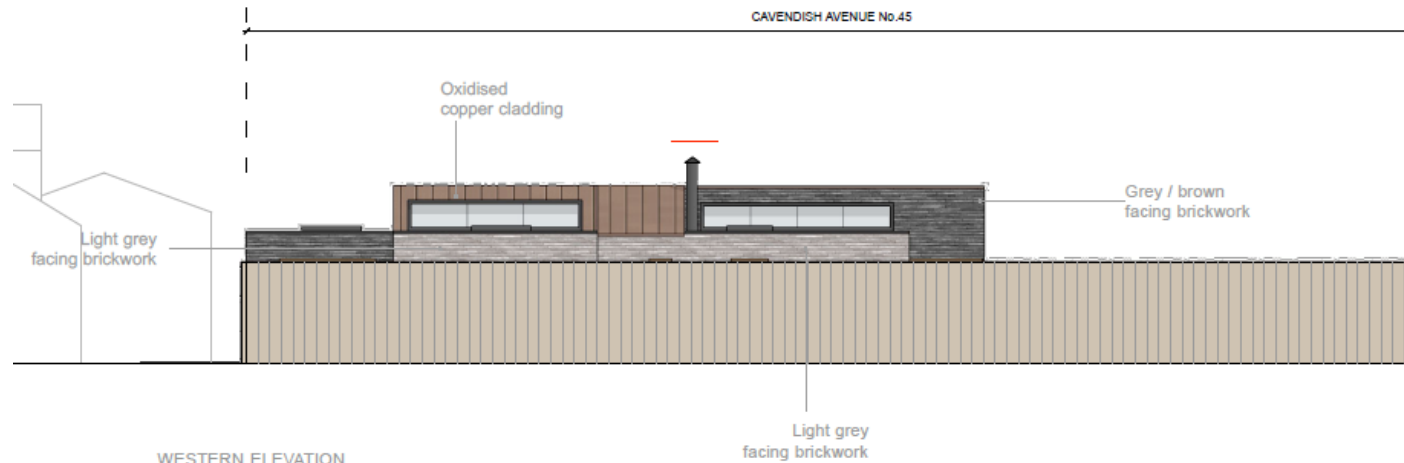 CAVENDISH AVENUE No.45
Oxidised
copper cladding
Grey / brown
facing brickwork
Light grey
facing brickwork
Light grey
facing brickwork
WESTERN ELEVATION